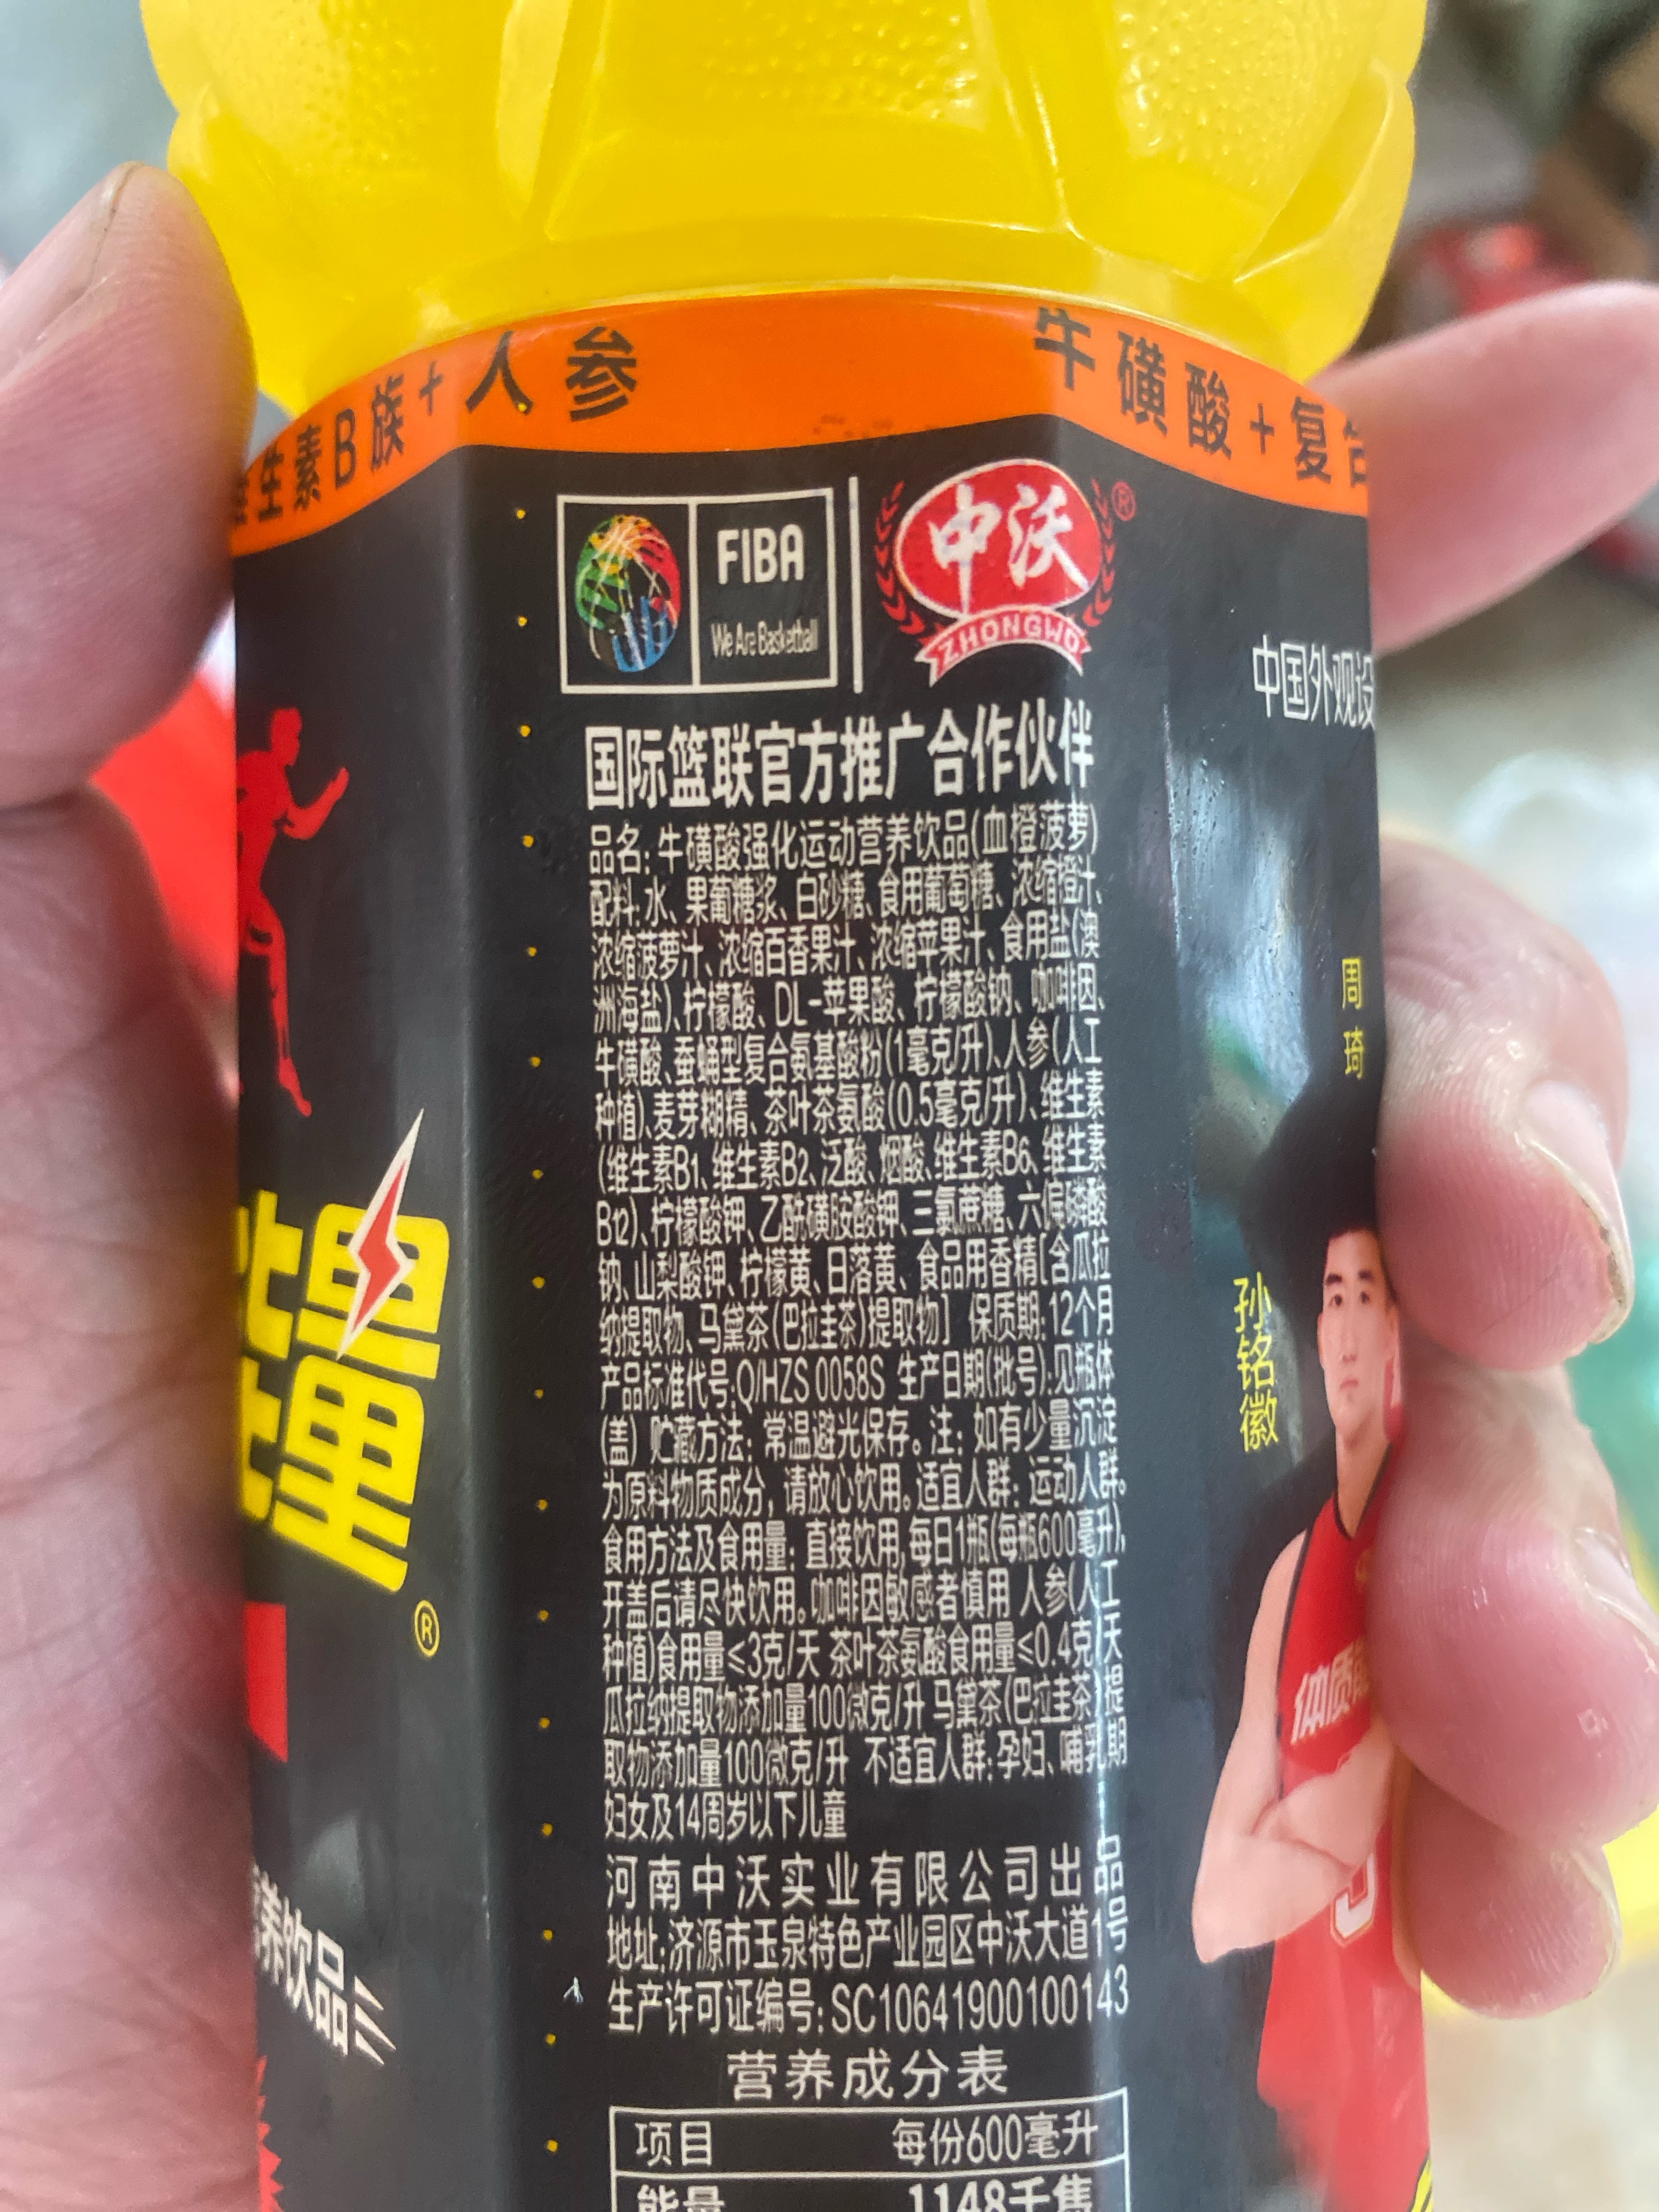 生素B族+人参
牛磺酸+复合
FIBA
We Are Basketball
中沃®
ZHONGWO
中国外观设
国际篮联官方推广合作伙伴
品名:牛磺酸强化运动营养饮品(血橙菠萝)
配料:水、果葡糖浆、白砂糖、食用葡萄糖、浓缩橙汁、
浓缩菠萝汁、浓缩百香果汁、浓缩苹果汁、食用盐(澳
洲海盐)、柠檬酸、DL-苹果酸、柠檬酸钠、咖啡因、
牛磺酸、蚕蛹型复合氨基酸粉(1毫克/升)、人参(人工
种植)、麦芽糊精、茶叶茶氨酸(0.5毫克/升)、维生素
(维生素B1、维生素B2、泛酸、烟酸、维生素B6、维生素
B12)、柠檬酸钾、乙酰磺胺酸钾、三氯蔗糖、六偏磷酸
钠、山梨酸钾、柠檬黄、日落黄、食品用香精[含瓜拉
纳提取物、马黛茶(巴拉圭茶)提取物] 保质期:12个月
产品标准代号:Q/HZS 0058S 生产日期(批号):见瓶体
(盖) 贮藏方法:常温避光保存。注:如有少量沉淀
为原料物质成分,请放心饮用。适宜人群:运动人群。
食用方法及食用量:直接饮用,每日1瓶(每瓶600毫升),
开盖后请尽快饮用。咖啡因敏感者慎用 人参(人工
种植)食用量≤3克/天 茶叶茶氨酸食用量≤0.4克/天
瓜拉纳提取物添加量100微克/升 马黛茶(巴拉圭茶)提
取物添加量100微克/升 不适宜人群:孕妇、哺乳期
妇女及14周岁以下儿童
河南中沃实业有限公司出品
地址:济源市玉泉特色产业园区中沃大道1号
生产许可证编号:SC10641900100143
营养成分表
项目 每份600毫升
能量 1148千焦
周琦
孙铭徽
体质
量®
养饮品